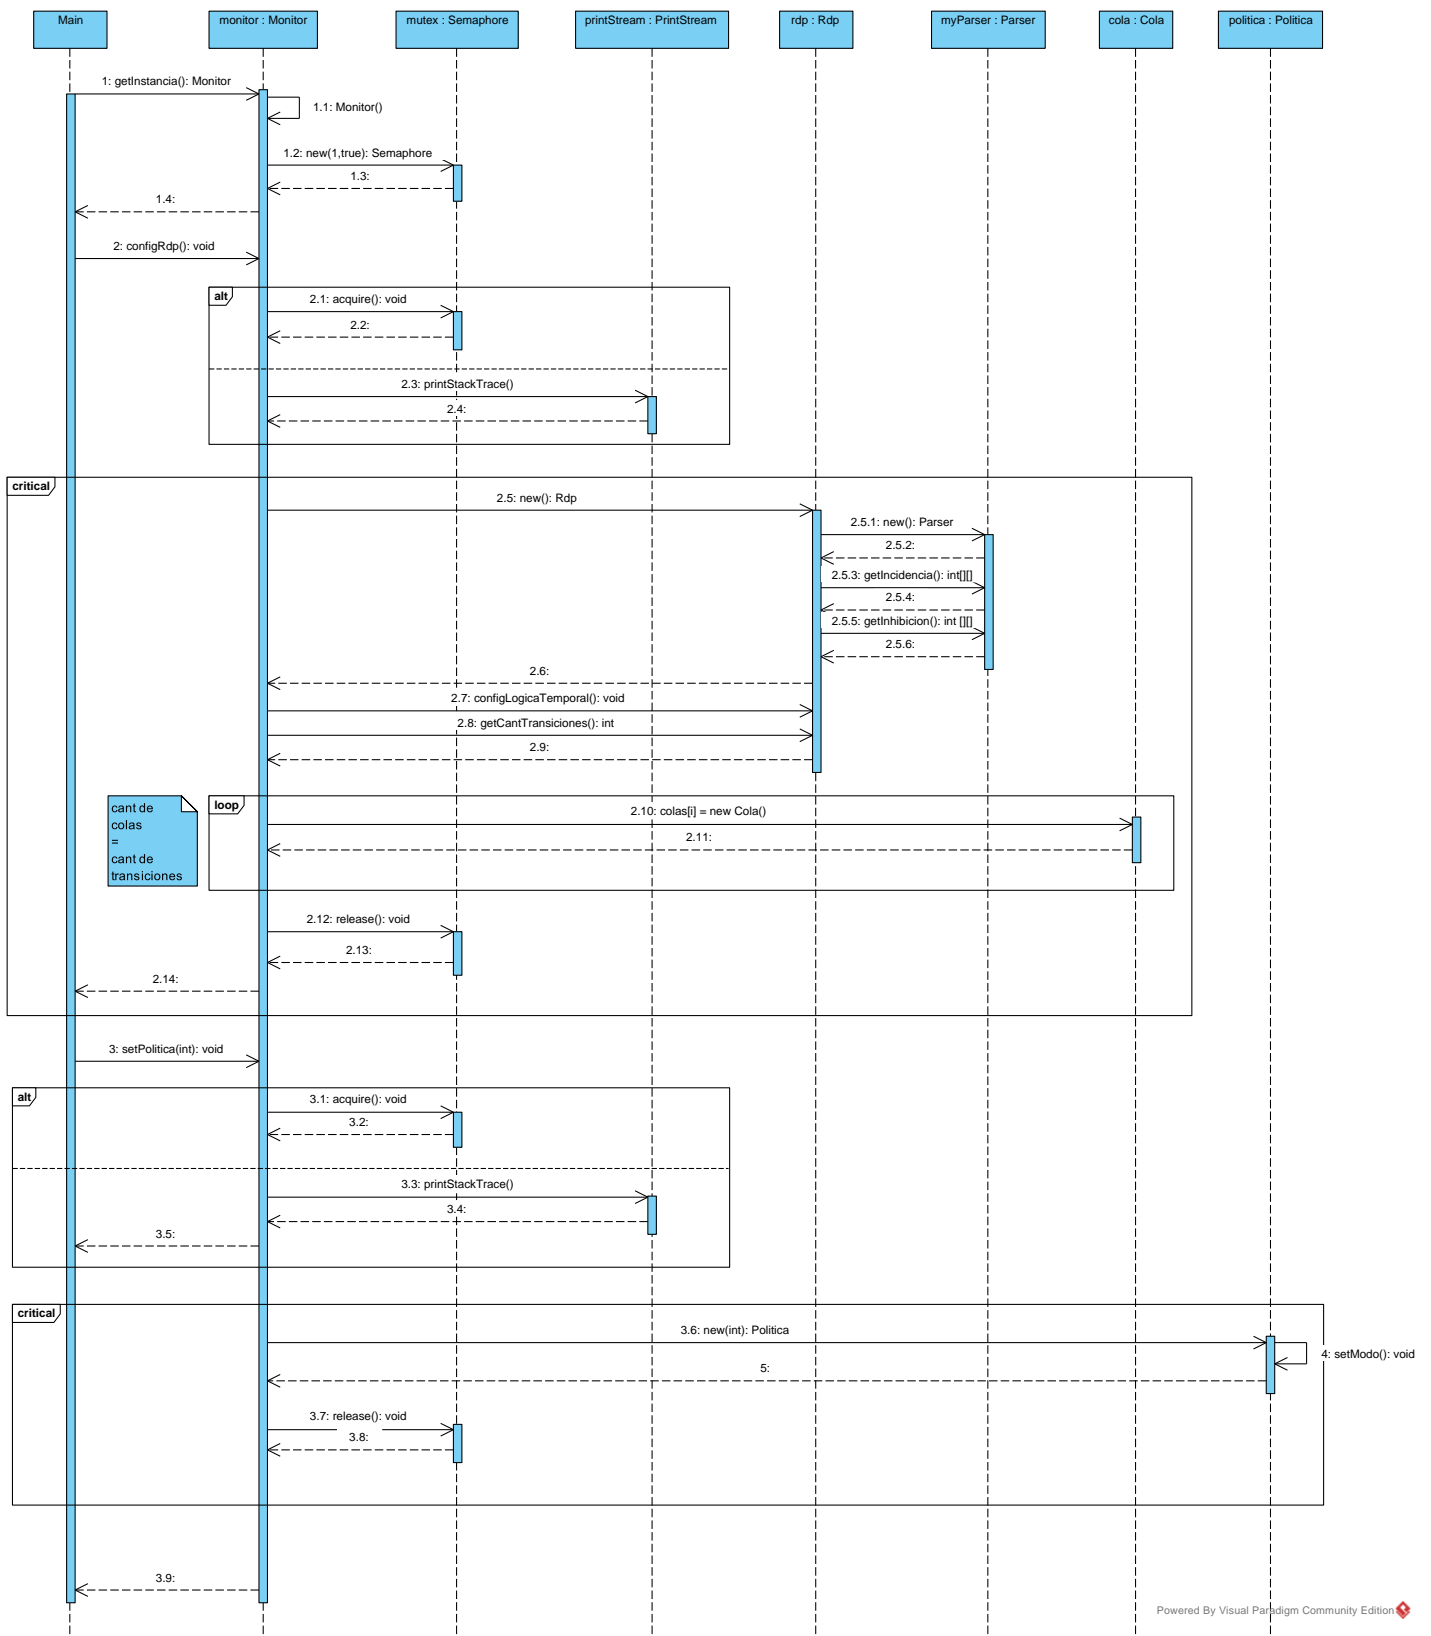 Main
monitor : Monitor
mutex : Semaphore
printStream : PrintStream
rdp : Rdp
myParser : Parser
cola : Cola
politica : Politica
1: getInstancia(): Monitor
1.1: Monitor()
1.2: new(1,true): Semaphore
1.3:
1.4:
2: configRdp(): void
alt
2.1: acquire(): void
2.2:
2.3: printStackTrace()
2.4:
critical
2.5: new(): Rdp
2.5.1: new(): Parser
2.5.2:
2.5.3: getIncidencia(): int[][]
2.5.4:
2.5.5: getInhibicion(): int [][]
2.5.6:
2.6:
2.7: configLogicaTemporal(): void
2.8: getCantTransiciones(): int
2.9:
cant de
colas
=
cant de
transiciones
loop
2.10: colas[i] = new Cola()
2.11:
2.12: release(): void
2.13:
2.14:
3: setPolitica(int): void
alt
3.1: acquire(): void
3.2:
3.3: printStackTrace()
3.4:
3.5:
critical
3.6: new(int): Politica
4: setModo(): void
5:
3.7: release(): void
3.8:
3.9:
Powered By Visual Paradigm Community Edition